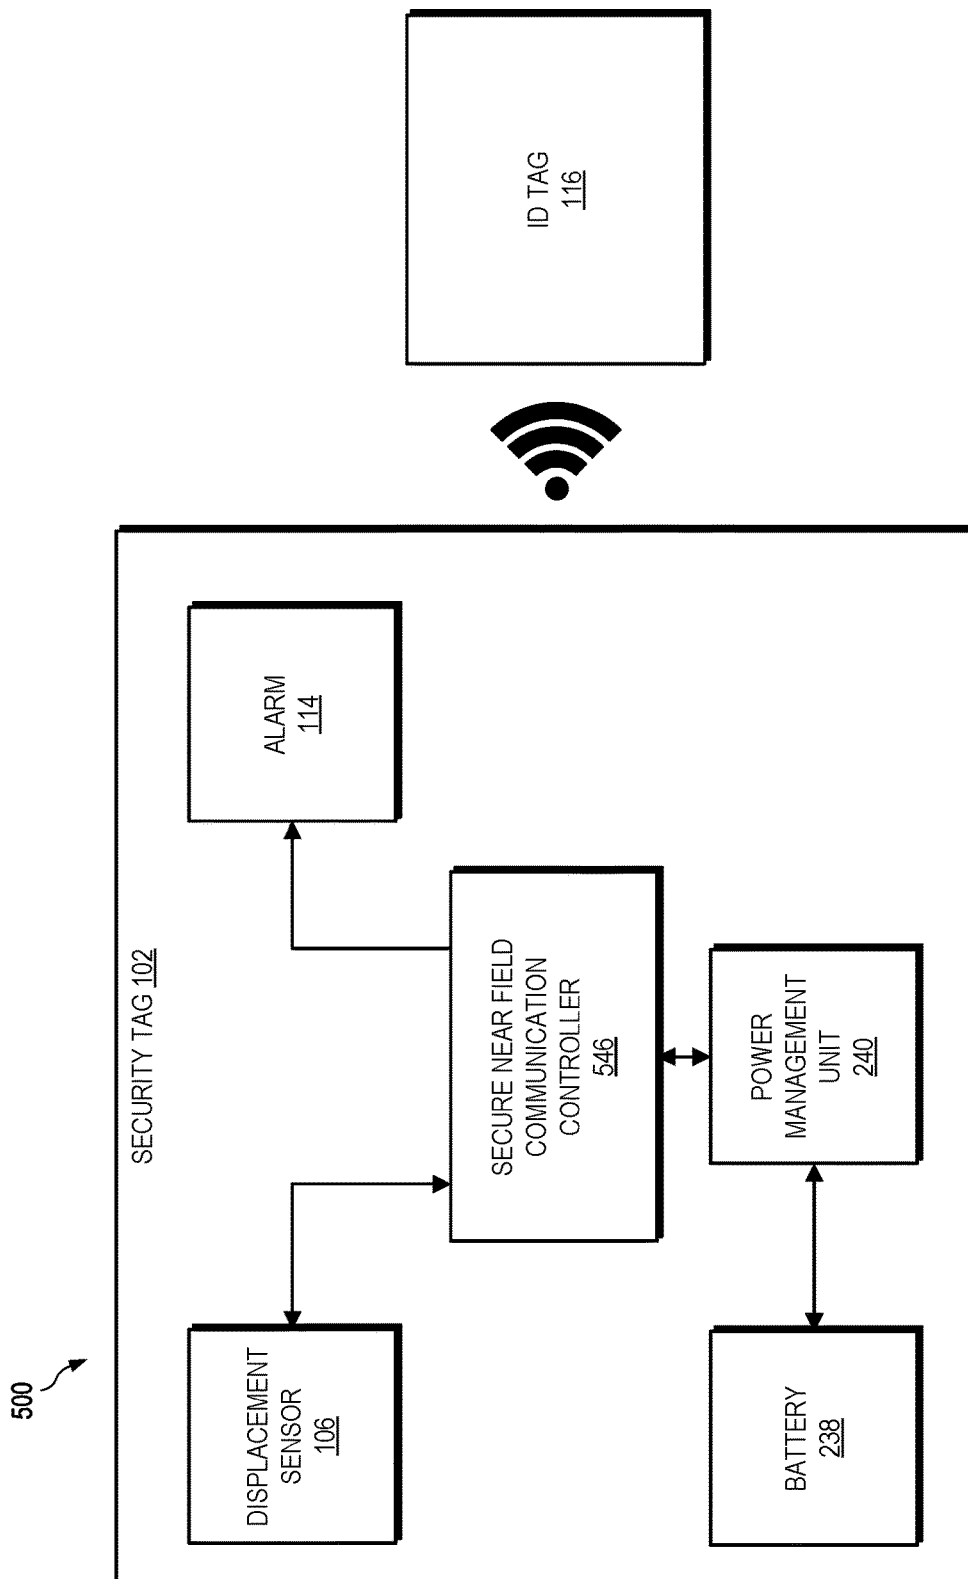 500
SECURITY TAG 102
DISPLACEMENT
SENSOR
106
ALARM
114
SECURE NEAR FIELD
COMMUNICATION
CONTROLLER
546
BATTERY
238
POWER
MANAGEMENT
UNIT
240
ID TAG
116